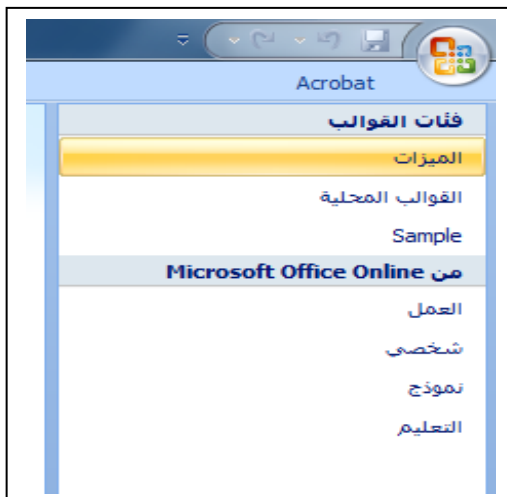 Acrobat
فئات القوالب
الميزات
القوالب المحلية
Sample
من Microsoft Office Online
العمل
شخصي
نموذج
التعليم